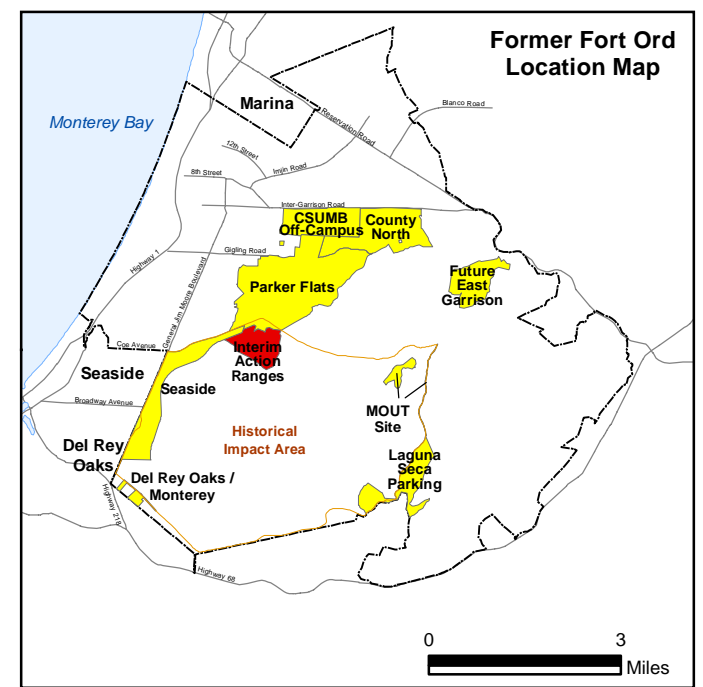 Former Fort Ord
Location Map
Marina
Monterey Bay
Blanco Road
Reservation Road
12th Street
Imjin Road
8th Street
Inter-Garrison Road
CSUMB
Off-Campus
County
North
Gigling Road
Highway 1
General Jim Moore Boulevard
Parker Flats
Future
East
Garrison
Coe Avenue
Interim
Action
Ranges
Seaside
Seaside
Broadway Avenue
MOUT
Site
Historical
Impact Area
Del Rey
Oaks
Laguna
Seca
Parking
Del Rey Oaks /
Monterey
Highway 218
Highway 68
0 3
Miles